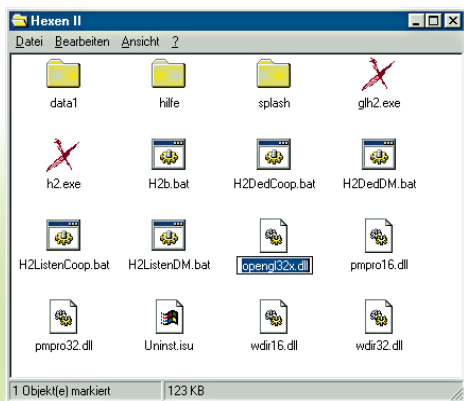 Hexen II
Datei Bearbeiten Ansicht ?
data1 hilfe splash glh2.exe
h2.exe H2b.bat H2DedCoop.bat H2DedDM.bat
H2ListenCoop.bat H2ListenDM.bat opengl32x.dll pmpro16.dll
pmpro32.dll Uninst.isu wdir16.dll wdir32.dll
1 Objekt(e) markiert 123 KB